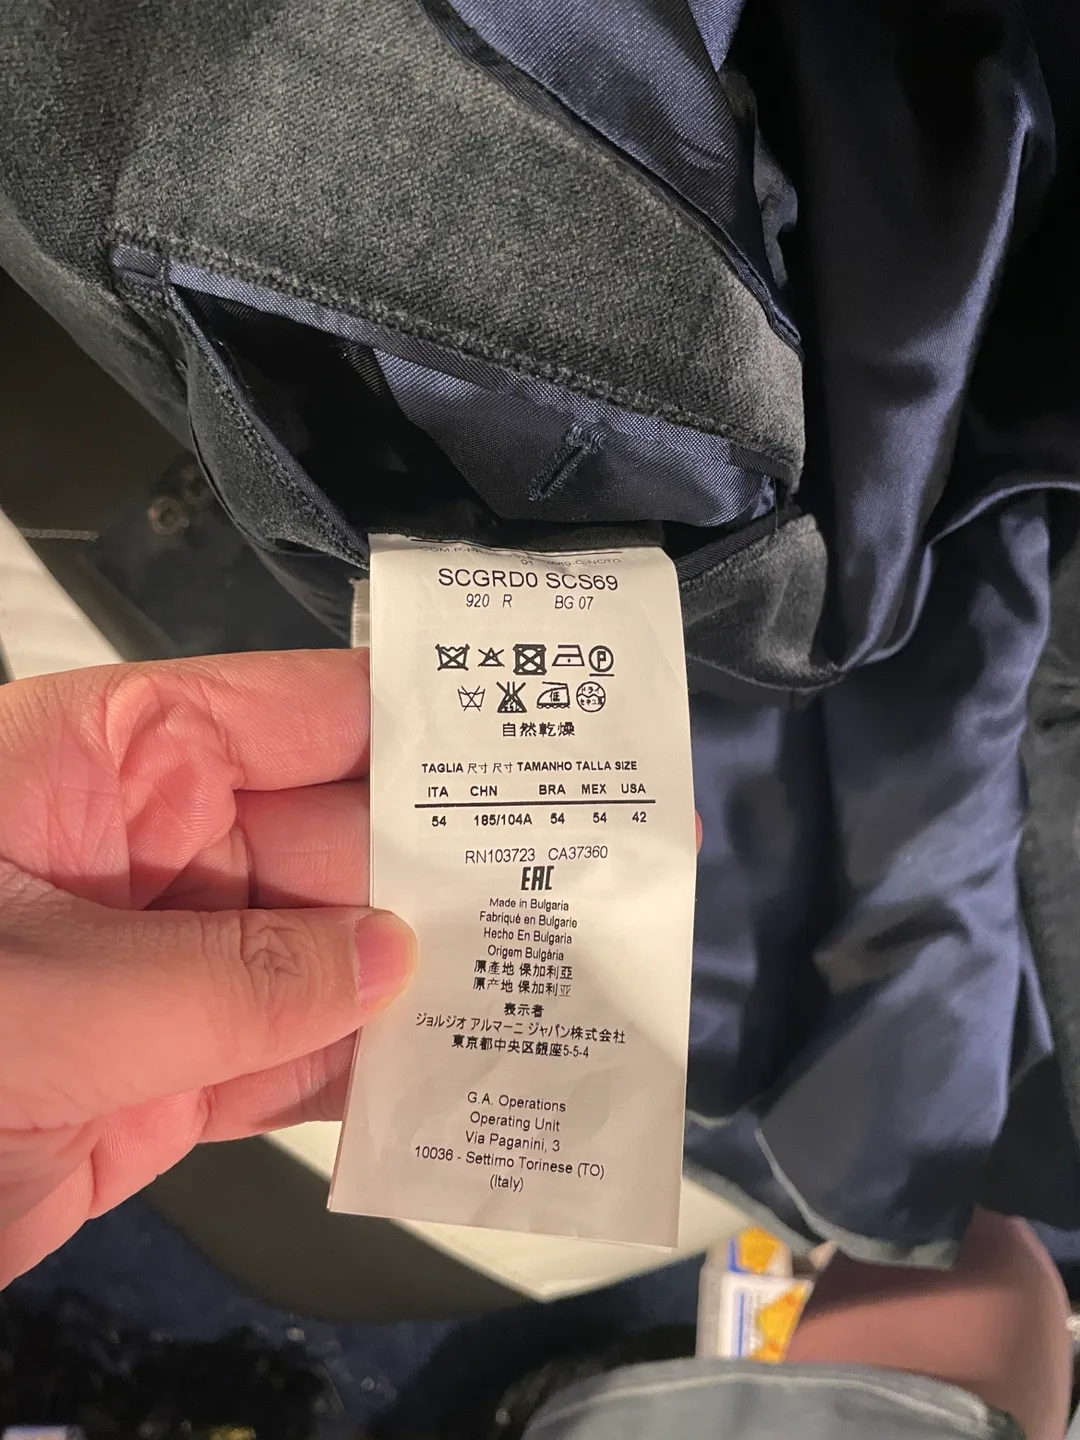 SCGRD0 SCS69
920 R BG 07
自然乾燥
TAGLIA 尺寸 尺寸 TAMANHO TALLA SIZE
ITA CHN BRA MEX USA
54 185/104A 54 54 42
RN103723 CA37360
EAC
Made in Bulgaria
Fabriqué en Bulgarie
Hecho En Bulgaria
Origem Bulgária
原產地 保加利亞
原产地 保加利亚
表示者
ジョルジオ アルマーニ ジャパン株式会社
東京都中央区銀座5-5-4
G.A. Operations
Operating Unit
Via Paganini, 3
10036 - Settimo Torinese (TO)
(Italy)